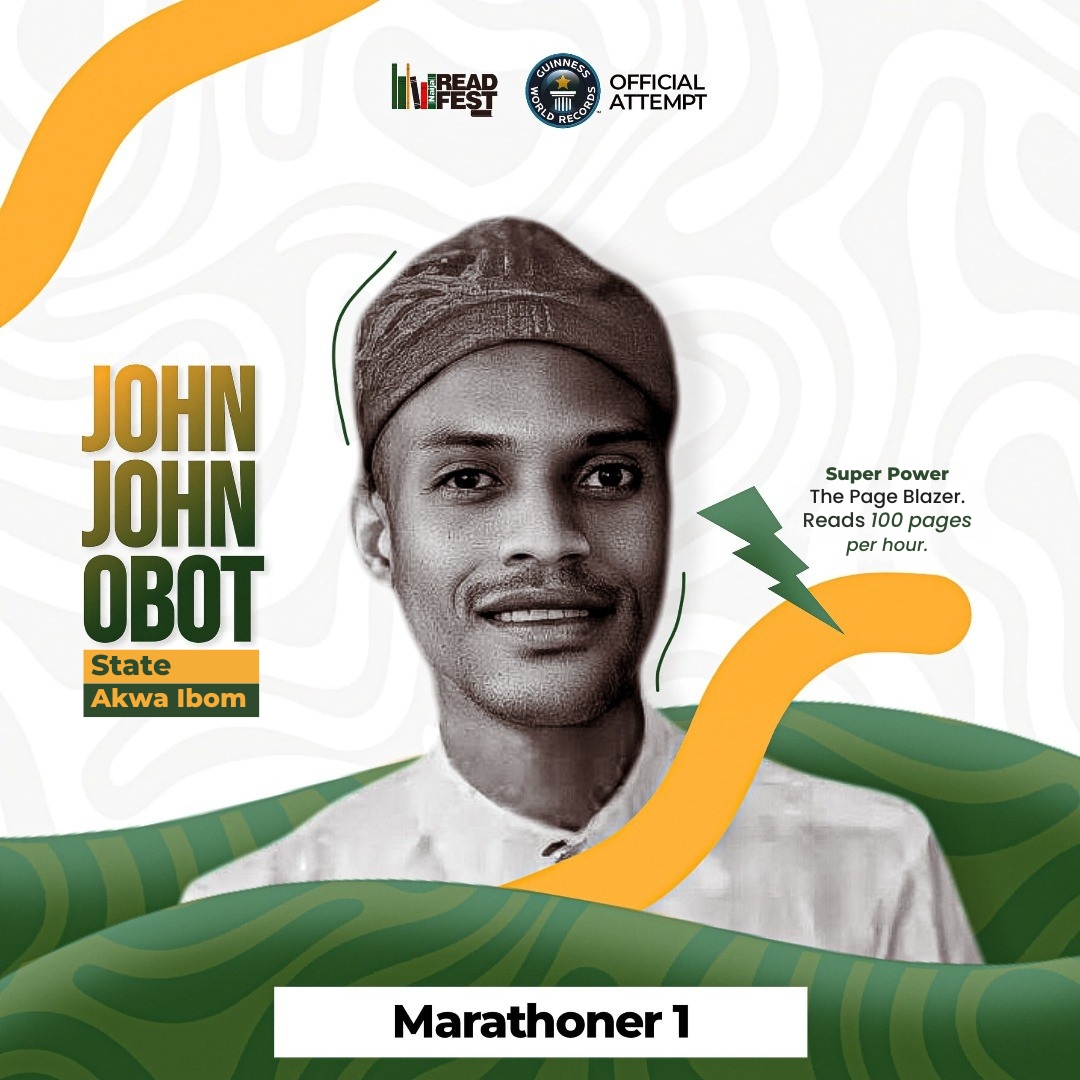 Naija
READ
FEST
GUINNESS
WORLD RECORDS
OFFICIAL
ATTEMPT
JOHN
JOHN
OBOT
State
Akwa Ibom
Super Power
The Page Blazer.
Reads 100 pages
per hour.
Marathoner 1